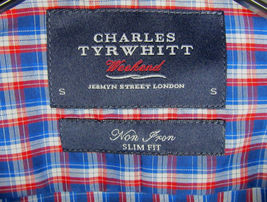 CHARLES
TYRWHITT
Weekend
JERMYN STREET LONDON
S S
Non Iron
SLIM FIT